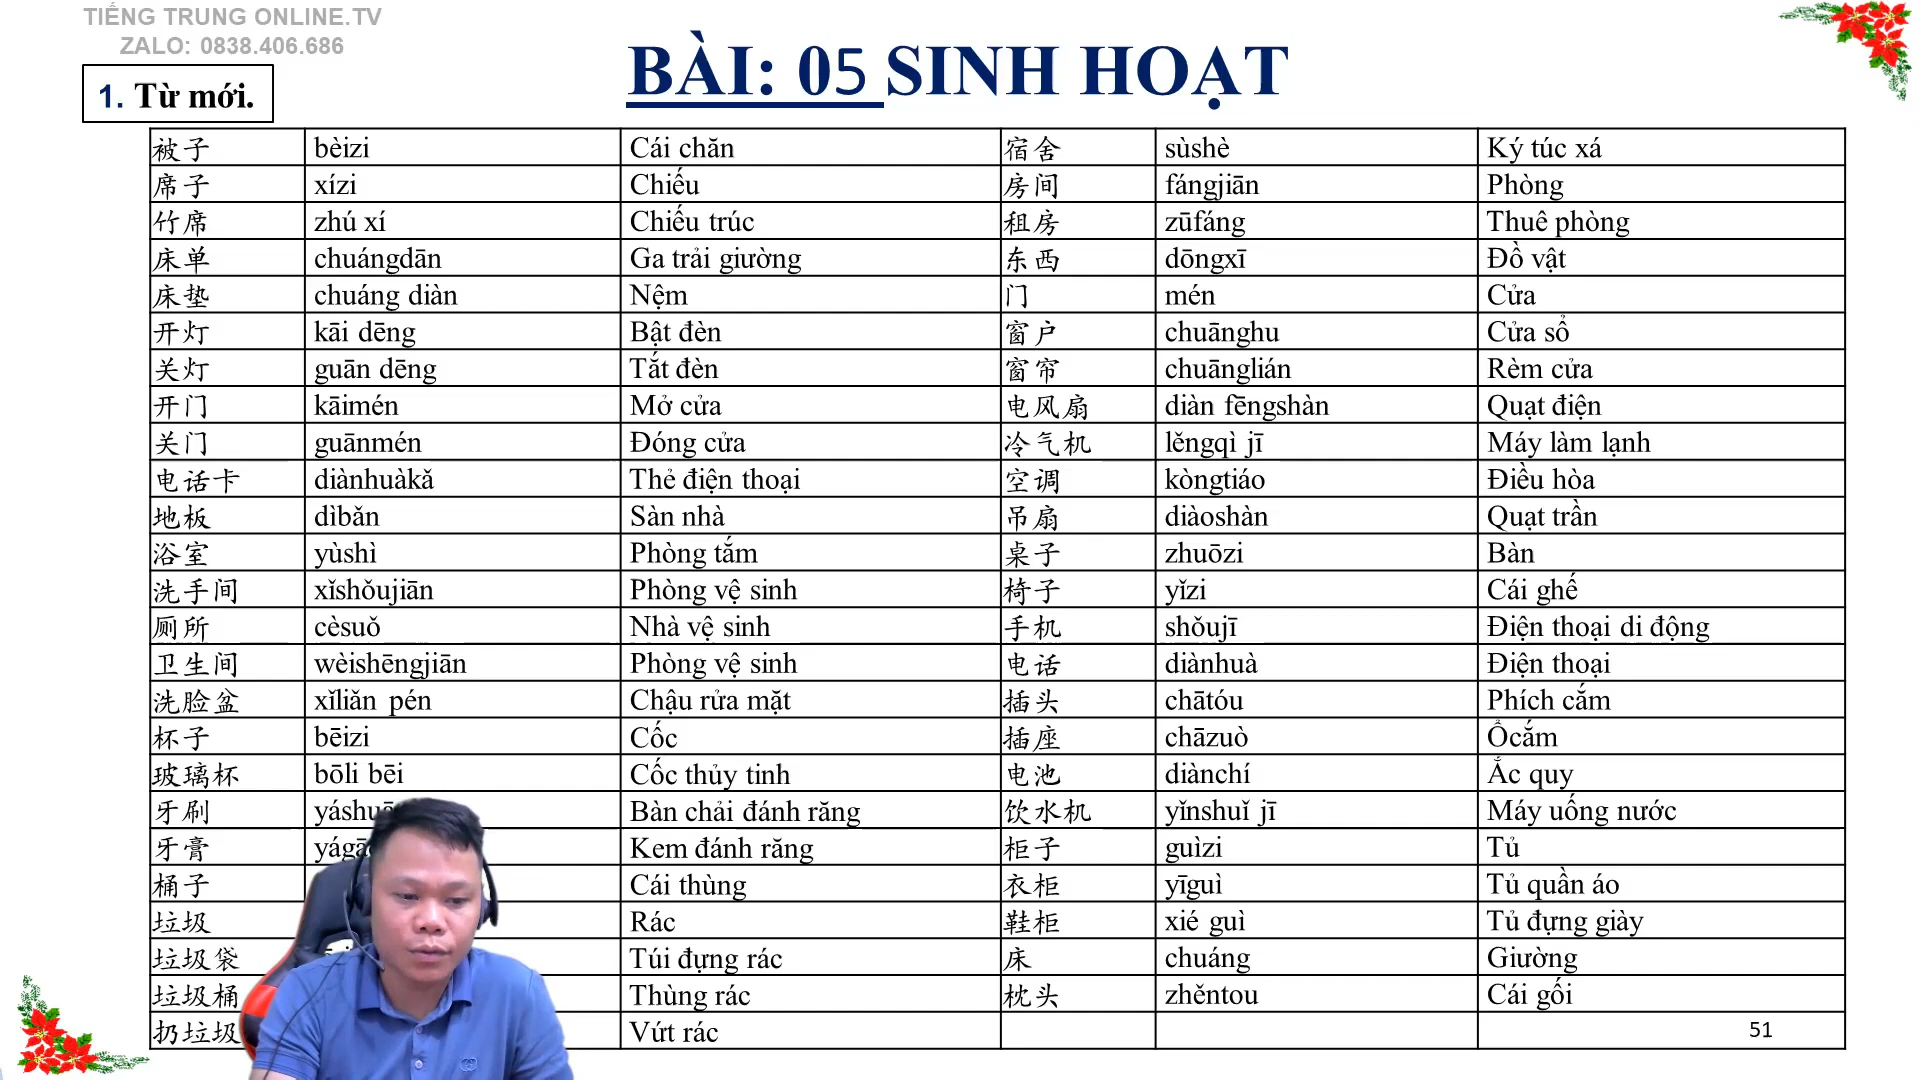 TIẾNG TRUNG ONLINE.TV
ZALO: 0838.406.686
BÀI: 05 SINH HOẠT
1. Từ mới.
被子 bèizi Cái chăn 宿舍 sùshè Ký túc xá
席子 xízi Chiếu 房间 fángjiān Phòng
竹席 zhú xí Chiếu trúc 租房 zūfáng Thuê phòng
床单 chuángdān Ga trải giường 东西 dōngxī Đồ vật
床垫 chuáng diàn Nệm 门 mén Cửa
开灯 kāi dēng Bật đèn 窗户 chuānghu Cửa sổ
关灯 guān dēng Tắt đèn 窗帘 chuānglián Rèm cửa
开门 kāimén Mở cửa 电风扇 diàn fēngshàn Quạt điện
关门 guānmén Đóng cửa 冷气机 lěngqì jī Máy làm lạnh
电话卡 diànhuàkǎ Thẻ điện thoại 空调 kòngtiáo Điều hòa
地板 dìbǎn Sàn nhà 吊扇 diàoshàn Quạt trần
浴室 yùshì Phòng tắm 桌子 zhuōzi Bàn
洗手间 xǐshǒujiān Phòng vệ sinh 椅子 yǐzi Cái ghế
厕所 cèsuǒ Nhà vệ sinh 手机 shǒujī Điện thoại di động
卫生间 wèishēngjiān Phòng vệ sinh 电话 diànhuà Điện thoại
洗脸盆 xǐliǎn pén Chậu rửa mặt 插头 chātóu Phích cắm
杯子 bēizi Cốc 插座 chāzuò Ổcắm
玻璃杯 bōli bēi Cốc thủy tinh 电池 diànchí Ắc quy
牙刷 Bàn chải đánh răng 饮水机 yǐnshuǐ jī Máy uống nước
牙膏 Kem đánh răng 柜子 guìzi Tủ
桶子 Cái thùng 衣柜 yīguì Tủ quần áo
垃圾 Rác 鞋柜 xié guì Tủ đựng giày
垃圾袋 Túi đựng rác 床 chuáng Giường
垃圾桶 Thùng rác 枕头 zhěntou Cái gối
扔垃圾 Vứt rác
51